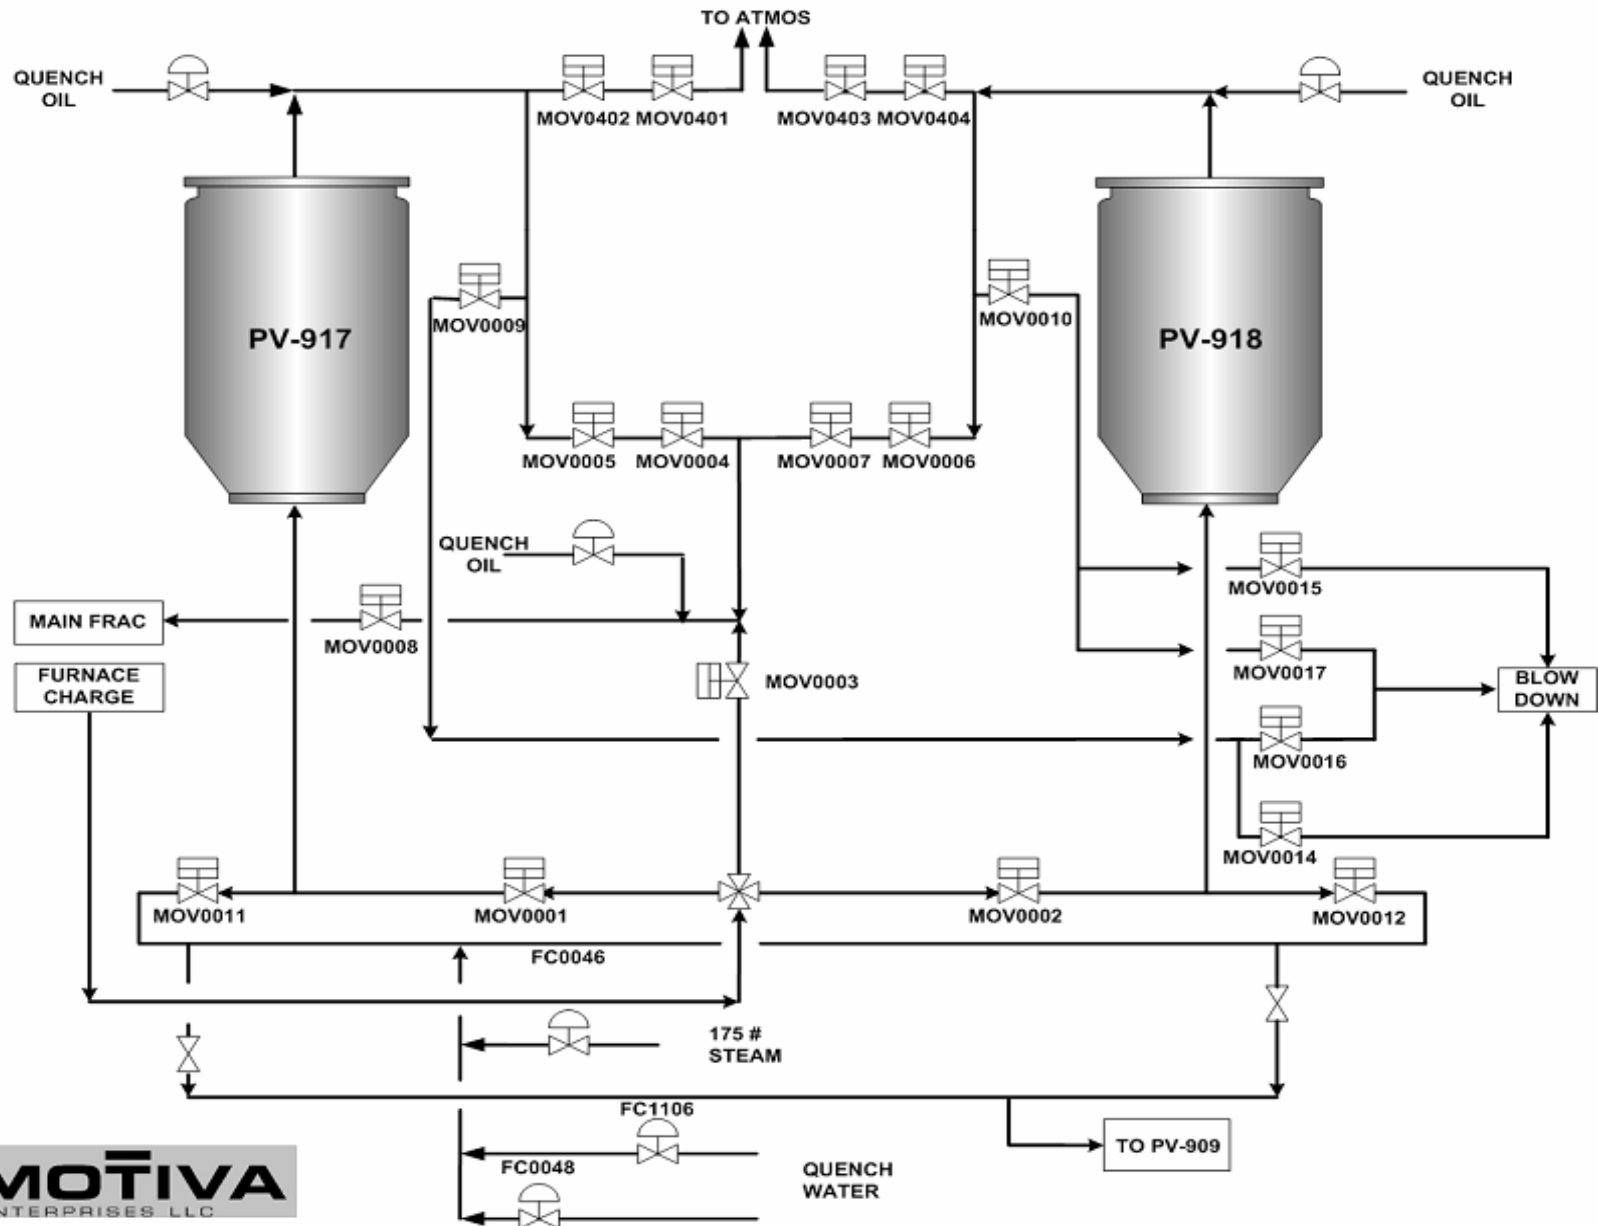 TO ATMOS
QUENCH
OIL
QUENCH
OIL
MOV0402 MOV0401
MOV0403 MOV0404
MOV0009
MOV0010
PV-917
PV-918
MOV0005
MOV0004
MOV0007
MOV0006
QUENCH
OIL
MOV0015
MAIN FRAC
MOV0008
FURNACE
CHARGE
MOV0003
MOV0017
BLOW
DOWN
MOV0016
MOV0014
MOV0011
MOV0001
MOV0002
MOV0012
FC0046
175 #
STEAM
FC1106
TO PV-909
FC0048
QUENCH
WATER
MOTIVA
NTERPRISES LLC